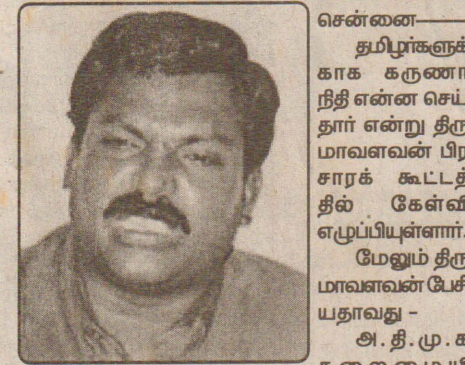 சென்னை—
தமிழர்களுக்
காக கருணா
நிதி என்ன செய்
தார் என்று திரு
மாவளவன் பிர
சாரக் கூட்டத்
தில் கேள்வி
எழுப்பியுள்ளார்.
மேலும் திரு
மாவளவன் பேசி
யதாவது -
அ.தி.மு.க